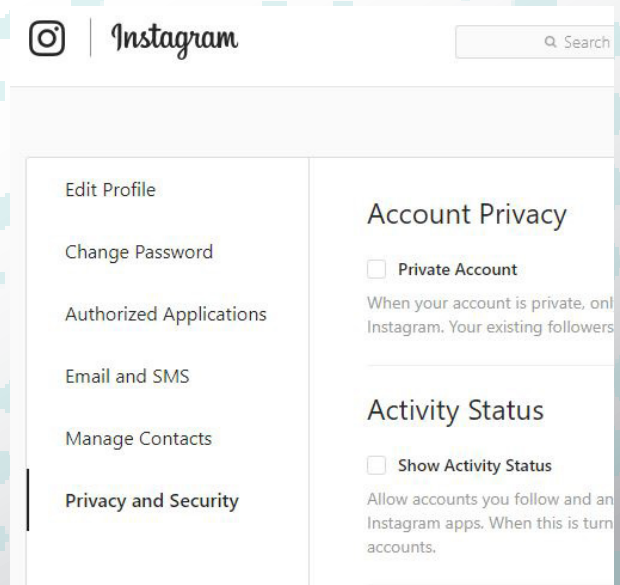 Instagram
Search
Edit Profile
Change Password
Authorized Applications
Email and SMS
Manage Contacts
Privacy and Security
Account Privacy
Private Account
When your account is private, onl
Instagram. Your existing followers
Activity Status
Show Activity Status
Allow accounts you follow and an
Instagram apps. When this is turn
accounts.